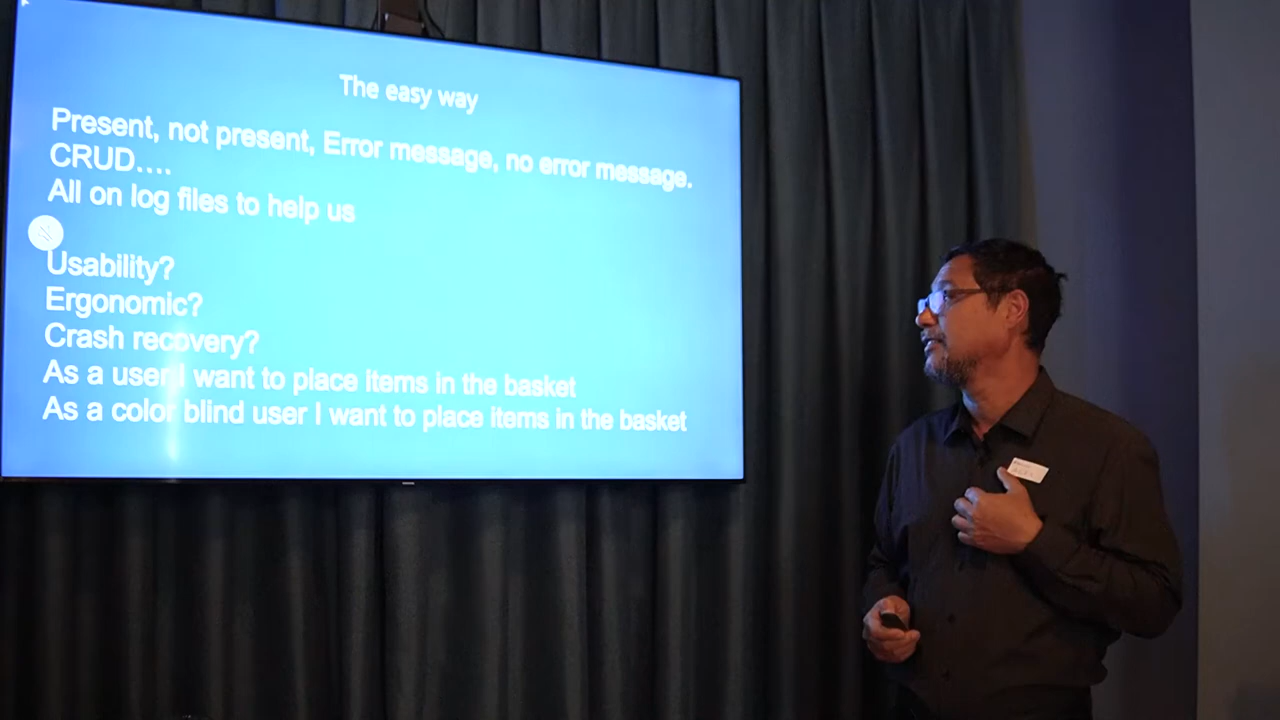 The easy way
Present, not present, Error message, no error message.
CRUD....
All on log files to help us
Usability?
Ergonomic?
Crash recovery?
As a user I want to place items in the basket
As a color blind user I want to place items in the basket